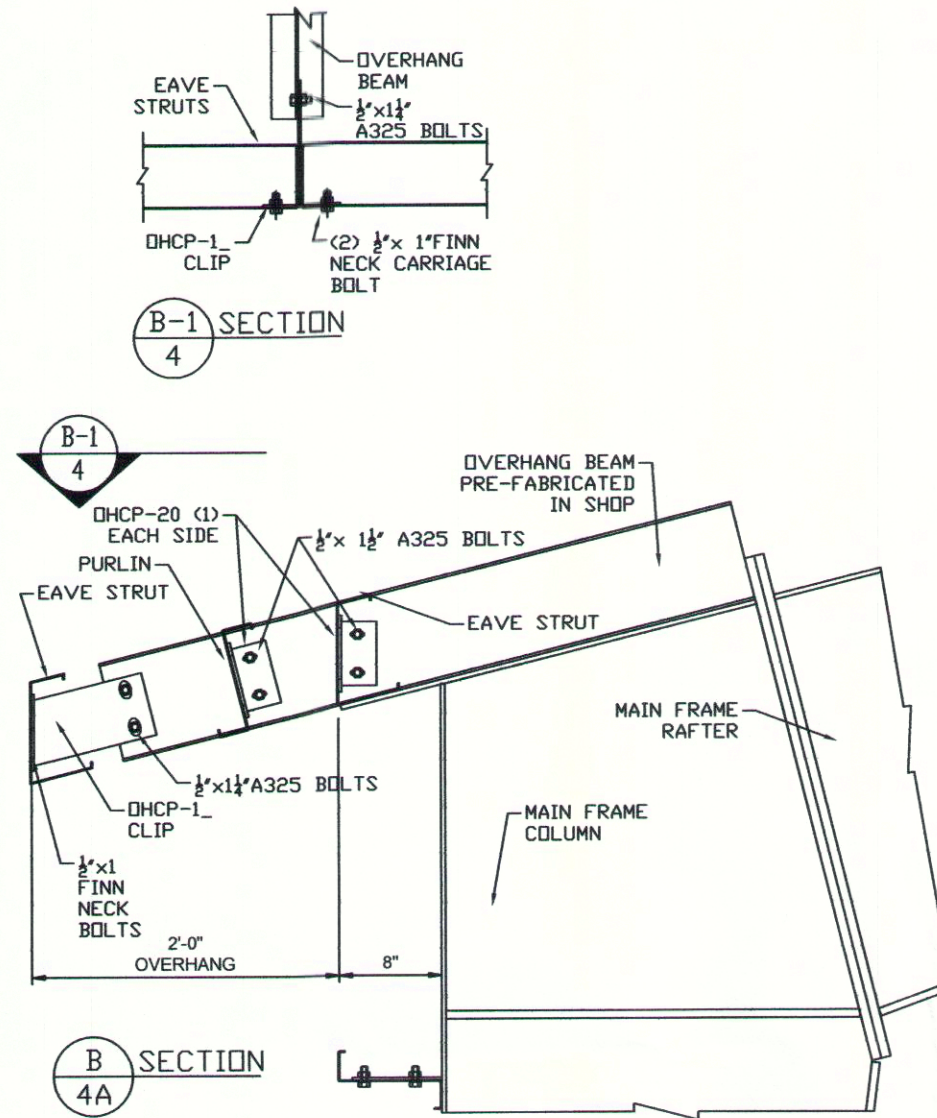 OVERHANG
BEAM
EAVE
STRUTS
½"x1¼"
A325 BOLTS
OHCP-1_
CLIP
(2) ½"x 1"FINN
NECK CARRIAGE
BOLT
B-1
4
SECTION
B-1
4
OVERHANG BEAM
PRE-FABRICATED
IN SHOP
OHCP-20 (1)
EACH SIDE
½"x 1½" A325 BOLTS
PURLIN
EAVE STRUT
EAVE STRUT
MAIN FRAME
RAFTER
½"x1¼"A325 BOLTS
OHCP-1_
CLIP
MAIN FRAME
COLUMN
½"x1
FINN
NECK
BOLTS
2'-0"
OVERHANG
8"
B
4A
SECTION